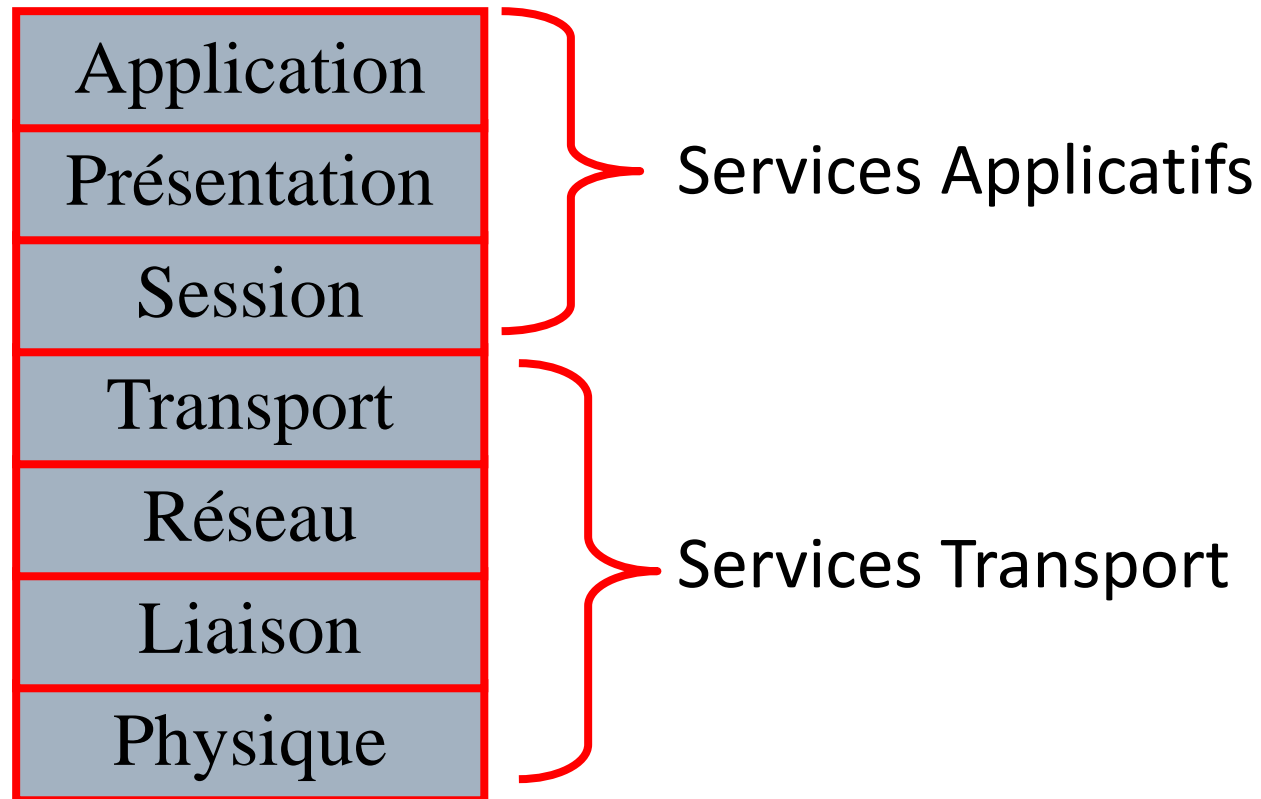 Application
Présentation
Session
Transport
Réseau
Liaison
Physique
Services Applicatifs
Services Transport